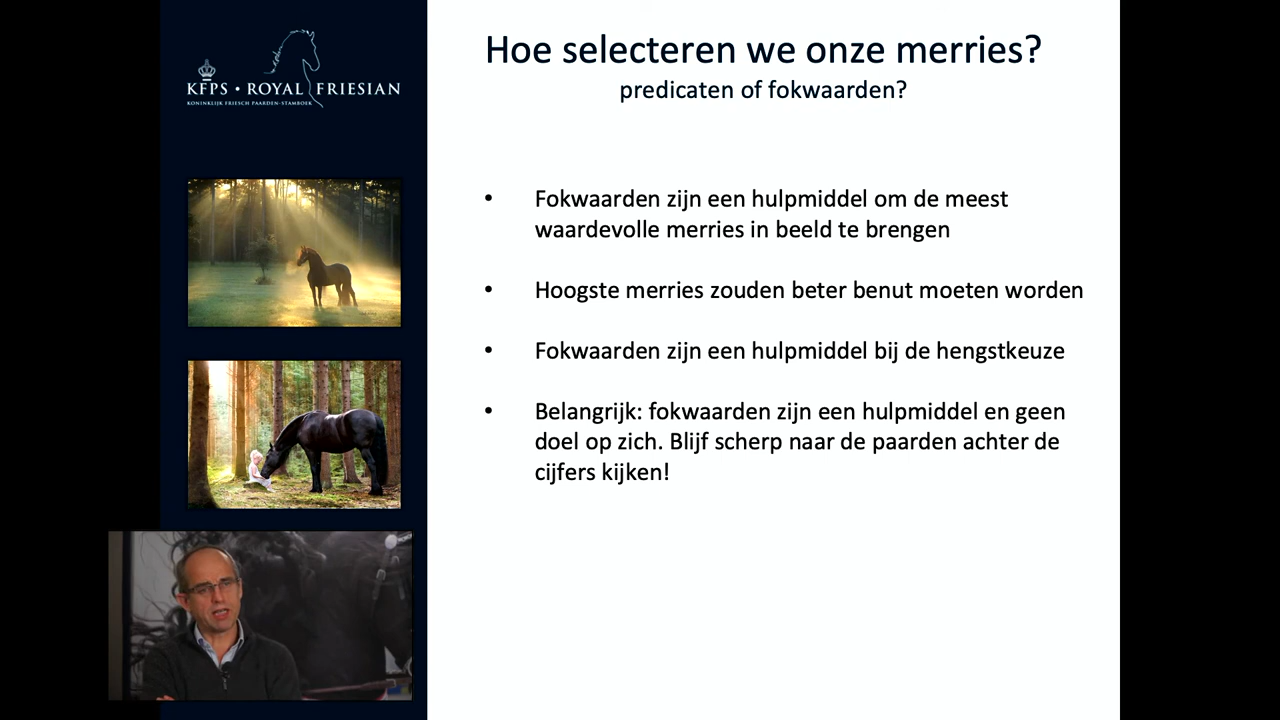 KFPS • ROYAL FRIESIAN
KONINKLIJK FRIESCH PAARDEN-STAMBOEK
Hoe selecteren we onze merries?
predicaten of fokwaarden?
• Fokwaarden zijn een hulpmiddel om de meest
waardevolle merries in beeld te brengen
• Hoogste merries zouden beter benut moeten worden
• Fokwaarden zijn een hulpmiddel bij de hengstkeuze
• Belangrijk: fokwaarden zijn een hulpmiddel en geen
doel op zich. Blijf scherp naar de paarden achter de
cijfers kijken!